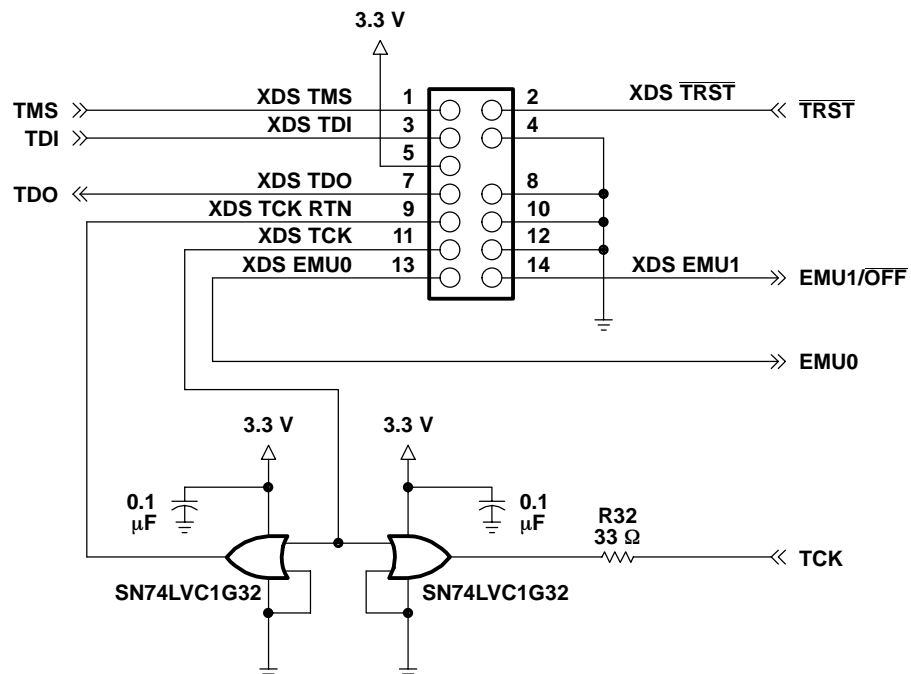 3.3 V
XDS TMS 1 2 XDS TRST
TMS TRST
XDS TDI 3 4
TDI
5
XDS TDO 7 8
TDO
XDS TCK RTN 9 10
XDS TCK 11 12
XDS EMU0 13 14 XDS EMU1
EMU1/OFF
EMU0
3.3 V 3.3 V
0.1 μF 0.1 μF
R32
33 Ω
TCK
SN74LVC1G32 SN74LVC1G32